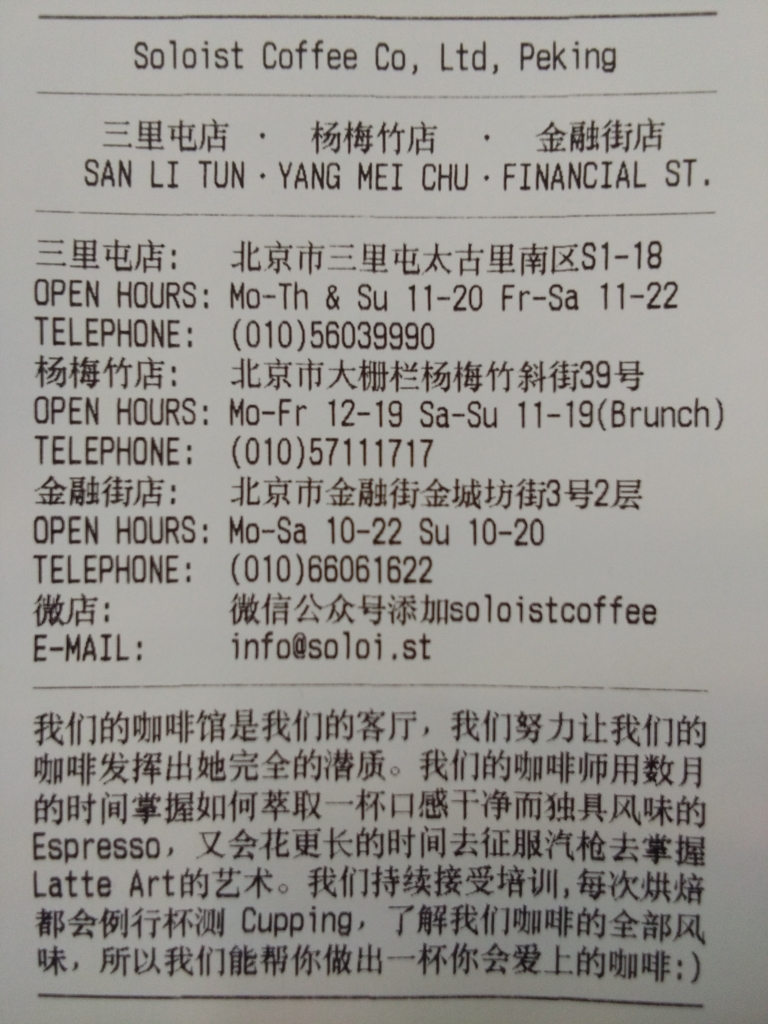 Soloist Coffee Co, Ltd, Peking
三里屯店 · 杨梅竹店 · 金融街店
SAN LI TUN · YANG MEI CHU · FINANCIAL ST.
三里屯店: 北京市三里屯太古里南区S1-18
OPEN HOURS: Mo-Th & Su 11-20 Fr-Sa 11-22
TELEPHONE: (010)56039990
杨梅竹店: 北京市大栅栏杨梅竹斜街39号
OPEN HOURS: Mo-Fr 12-19 Sa-Su 11-19(Brunch)
TELEPHONE: (010)57111717
金融街店: 北京市金融街金城坊街3号2层
OPEN HOURS: Mo-Sa 10-22 Su 10-20
TELEPHONE: (010)66061622
微店: 微信公众号添加soloistcoffee
E-MAIL: info@soloi.st
我们的咖啡馆是我们的客厅，我们努力让我们的
咖啡发挥出她完全的潜质。我们的咖啡师用数月
的时间掌握如何萃取一杯口感干净而独具风味的
Espresso，又会花更长的时间去征服汽枪去掌握
Latte Art的艺术。我们持续接受培训,每次烘焙
都会例行杯测 Cupping，了解我们咖啡的全部风
味，所以我们能帮你做出一杯你会爱上的咖啡:)